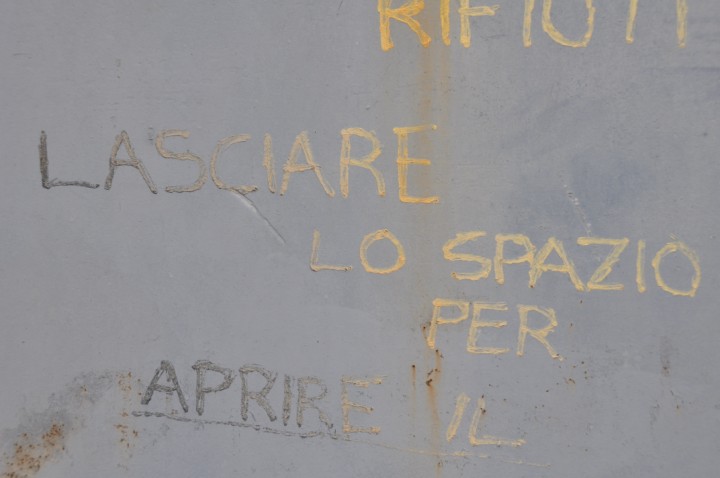 RIFIUTI
LASCIARE
LO SPAZIO
PER
APRIRE IL